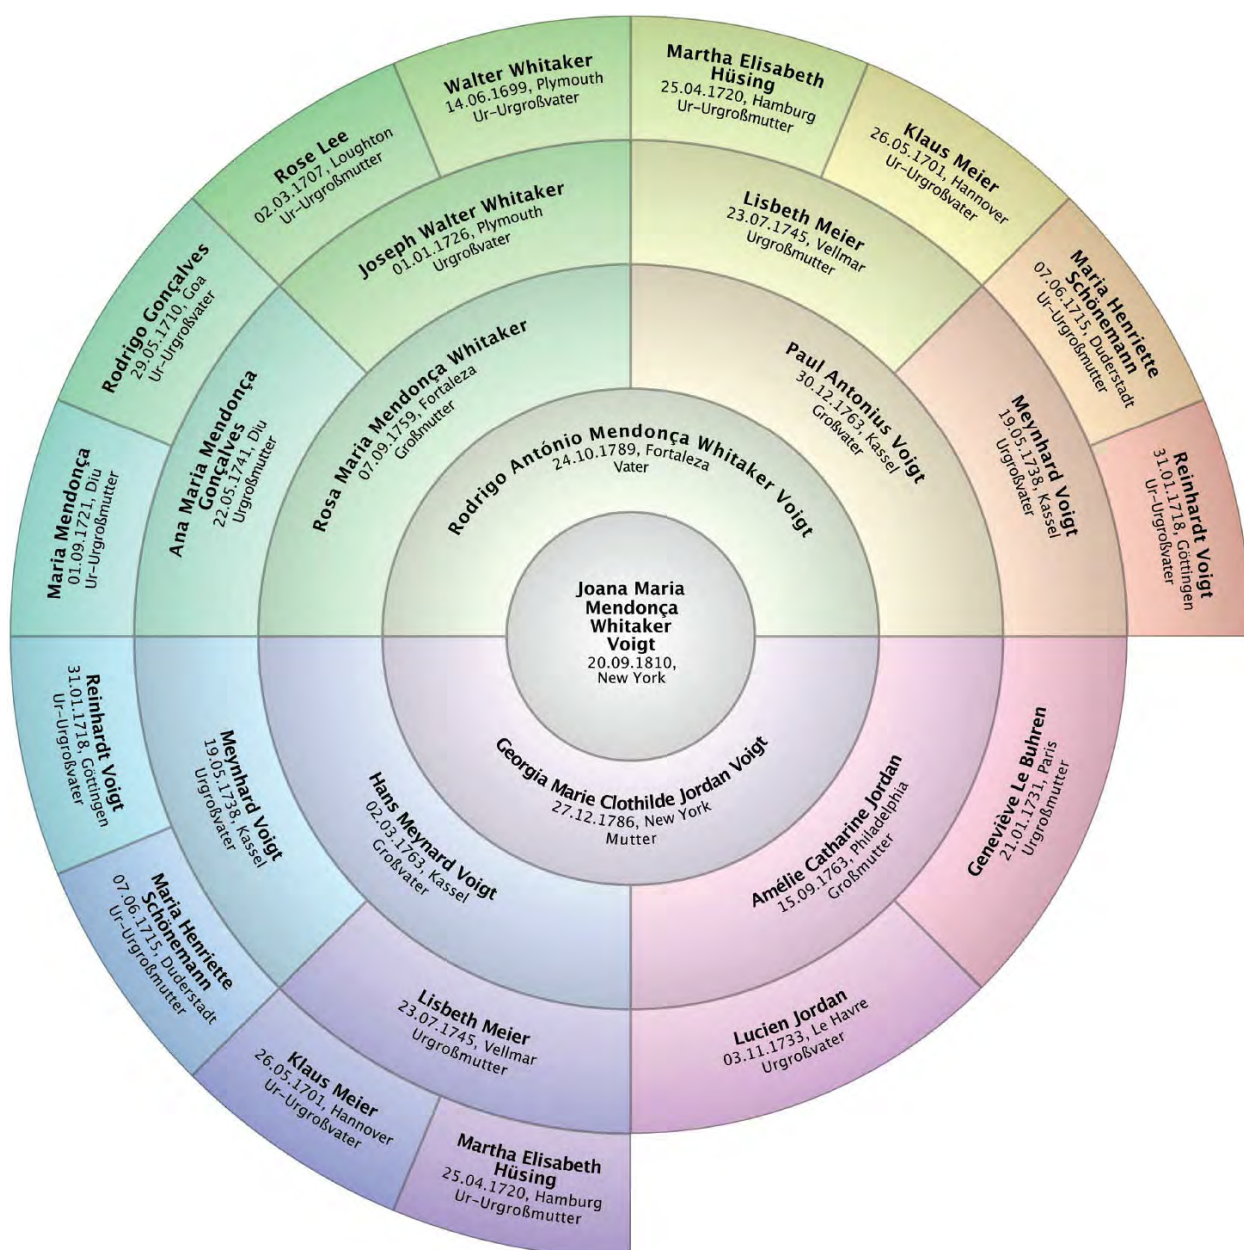 Walter Whitaker
14.06.1699, Plymouth
Ur-Urgroßvater
Martha Elisabeth
Hüsing
25.04.1720, Hamburg
Ur-Urgroßmutter
Rose Lee
02.03.1707, Loughton
Ur-Urgroßmutter
Klaus Meier
26.05.1701, Hannover
Ur-Urgroßvater
Joseph Walter Whitaker
01.01.1726, Plymouth
Urgroßvater
Lisbeth Meier
23.07.1745, Vellmar
Urgroßmutter
Rodrigo Gonçalves
29.05.1710, Goa
Ur-Urgroßvater
Maria Henriette
Schönemann
07.06.1715, Duderstadt
Ur-Urgroßmutter
Rosa Maria Mendonça Whitaker
07.09.1759, Fortaleza
Großmutter
Paul Antonius Voigt
30.12.1763, Kassel
Großvater
Ana Maria Mendonça
Gonçalves
22.05.1741, Diu
Urgroßmutter
Meynhard Voigt
19.05.1738, Kassel
Urgroßvater
Maria Mendonça
01.09.1721, Diu
Ur-Urgroßmutter
Rodrigo António Mendonça Whitaker Voigt
24.10.1789, Fortaleza
Vater
Reinhardt Voigt
31.01.1718, Göttingen
Ur-Urgroßvater
Joana Maria
Mendonça
Whitaker
Voigt
20.09.1810,
New York
Reinhardt Voigt
31.01.1718, Göttingen
Ur-Urgroßvater
Meynhard Voigt
19.05.1738, Kassel
Urgroßvater
Hans Meynard Voigt
02.03.1763, Kassel
Großvater
Georgia Marie Clothilde Jordan Voigt
27.12.1786, New York
Mutter
Amélie Catharine Jordan
15.09.1763, Philadelphia
Großmutter
Geneviève Le Buhren
21.01.1731, Paris
Urgroßmutter
Maria Henriette
Schönemann
07.06.1715, Duderstadt
Ur-Urgroßmutter
Lisbeth Meier
23.07.1745, Vellmar
Urgroßmutter
Lucien Jordan
03.11.1733, Le Havre
Urgroßvater
Klaus Meier
26.05.1701, Hannover
Ur-Urgroßvater
Martha Elisabeth
Hüsing
25.04.1720, Hamburg
Ur-Urgroßmutter